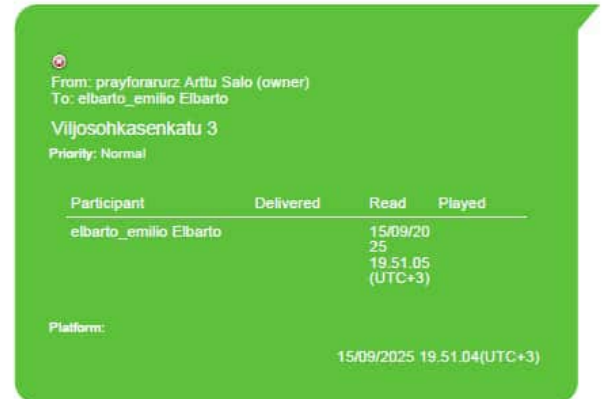 From: prayforarurz Arttu Salo (owner)
To: elbarto_emilio Elbarto
Viljosohkasenkatu 3
Priority: Normal
Participant Delivered Read Played
elbarto_emilio Elbarto 15/09/20
25
19.51.05
(UTC+3)
Platform:
15/09/2025 19.51.04(UTC+3)